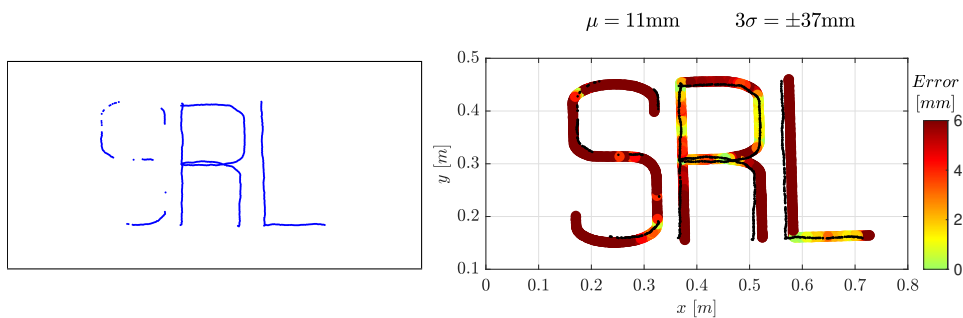 μ = 11mm 3σ = ±37mm
SRL
SRL
0.5
0.4
0.3
0.2
0.1
y [m]
0 0.1 0.2 0.3 0.4 0.5 0.6 0.7 0.8
x [m]
Error
[mm]
6
4
2
0